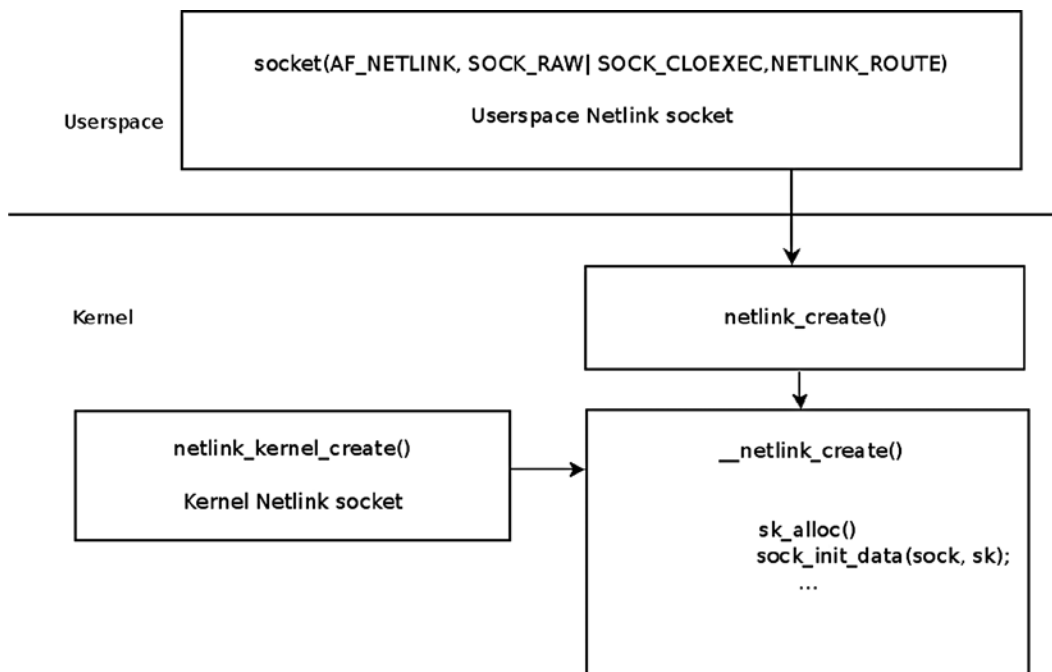 socket(AF_NETLINK, SOCK_RAW| SOCK_CLOEXEC,NETLINK_ROUTE)
Userspace Netlink socket
Userspace
Kernel
netlink_create()
netlink_kernel_create()
Kernel Netlink socket
__netlink_create()
sk_alloc()
sock_init_data(sock, sk);
...